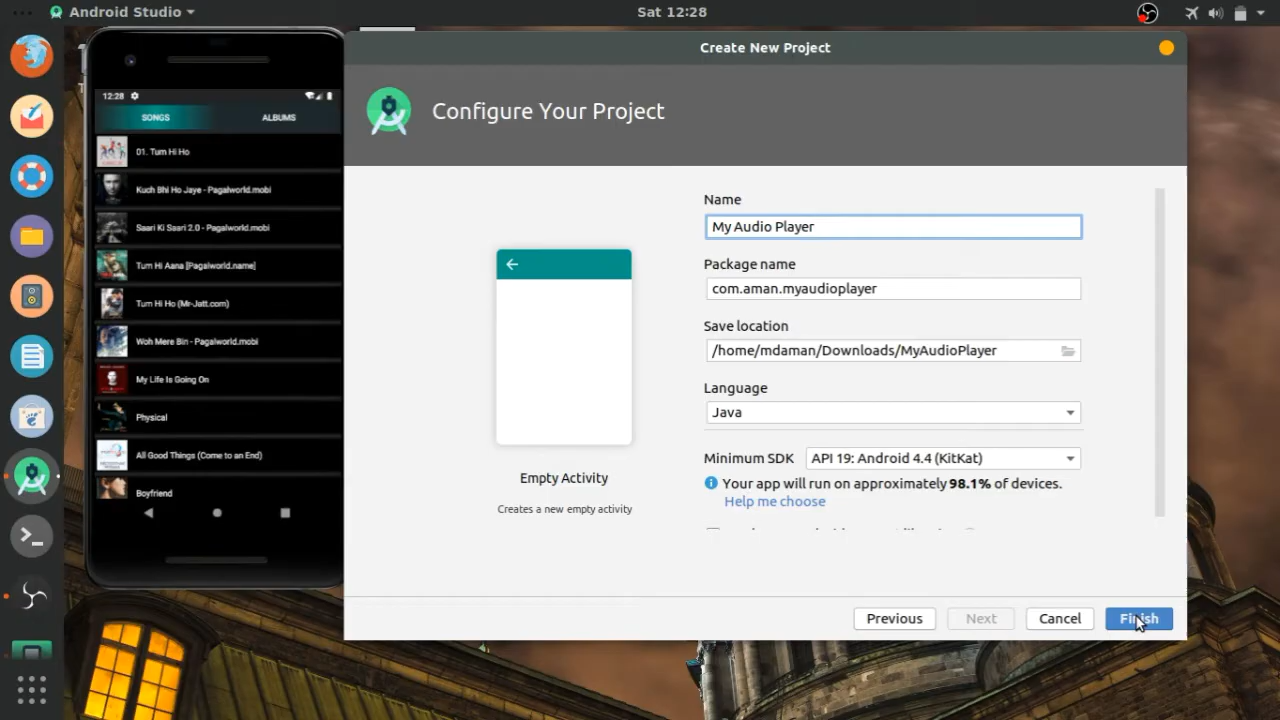 Android Studio
Sat 12:28
12:28
SONGS
ALBUMS
01. Tum Hi Ho
Kuch Bhi Ho Jaye - Pagalworld.mobi
Saari Ki Saari 2.0 - Pagalworld.mobi
Tum Hi Aana [Pagalworld.name]
Tum Hi Ho (Mr-Jatt.com)
Woh Mere Bin - Pagalworld.mobi
My Life Is Going On
Physical
All Good Things (Come to an End)
Boyfriend
Create New Project
Configure Your Project
Empty Activity
Creates a new empty activity
Name
My Audio Player
Package name
com.aman.myaudioplayer
Save location
/home/mdaman/Downloads/MyAudioPlayer
Language
Java
Minimum SDK
API 19: Android 4.4 (KitKat)
Your app will run on approximately 98.1% of devices.
Help me choose
Previous
Next
Cancel
Finish